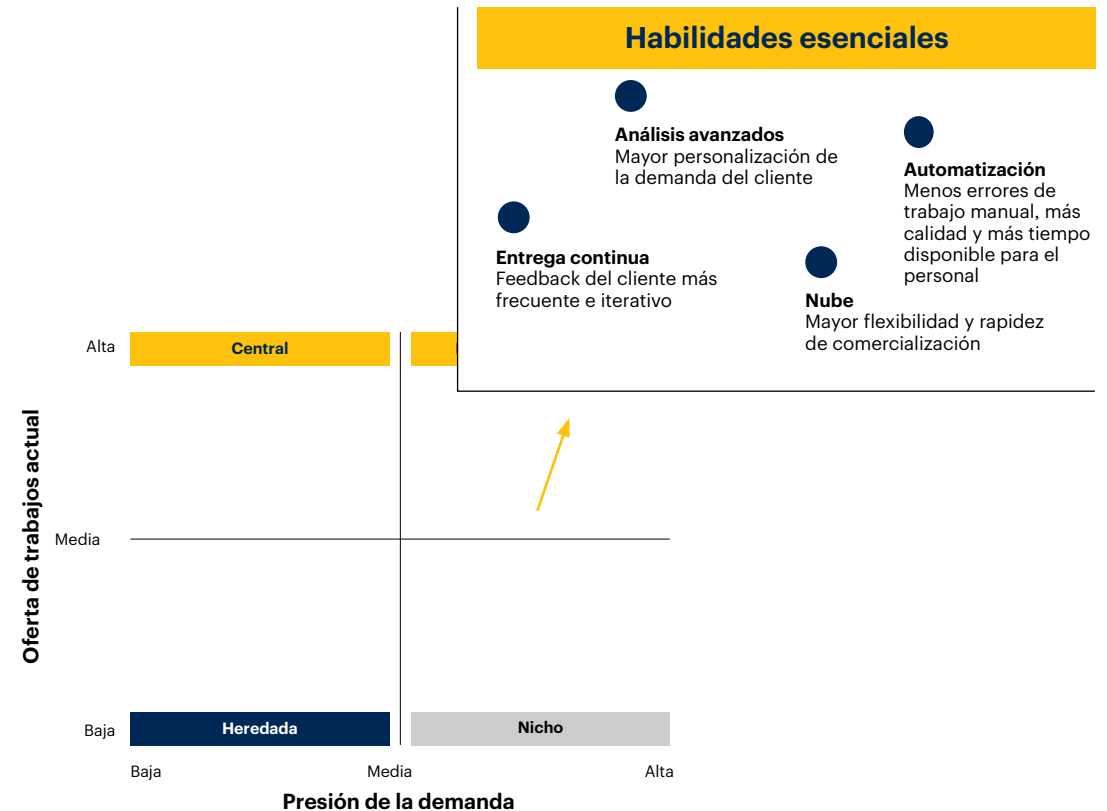 Habilidades esenciales
Análisis avanzados
Mayor personalización de
la demanda del cliente
Automatización
Menos errores de
trabajo manual, más
calidad y más tiempo
disponible para el
personal
Entrega continua
Feedback del cliente más
frecuente e iterativo
Nube
Mayor flexibilidad y rapidez
de comercialización
Oferta de trabajos actual
Alta
Central
Media
Baja
Heredada
Nicho
Baja
Media
Alta
Presión de la demanda